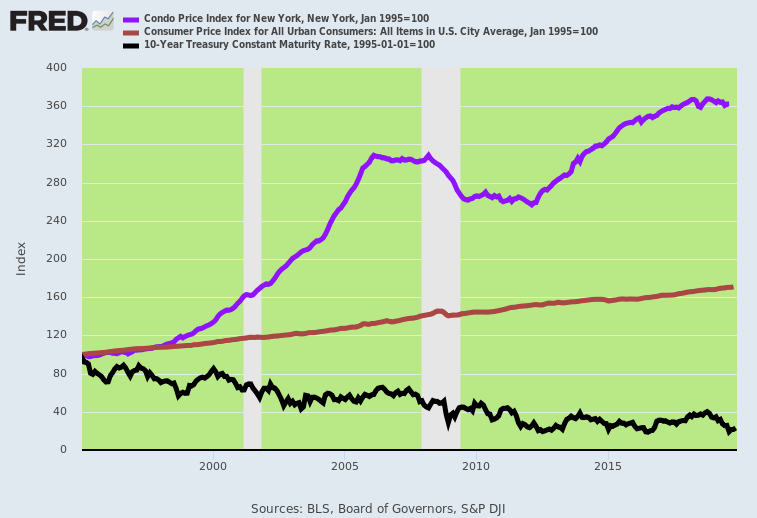 FRED
Condo Price Index for New York, New York, Jan 1995=100
Consumer Price Index for All Urban Consumers: All Items in U.S. City Average, Jan 1995=100
10-Year Treasury Constant Maturity Rate, 1995-01-01=100
400
360
320
280
240
200
160
120
80
40
0
Index
2000 2005 2010 2015
Sources: BLS, Board of Governors, S&P DJI